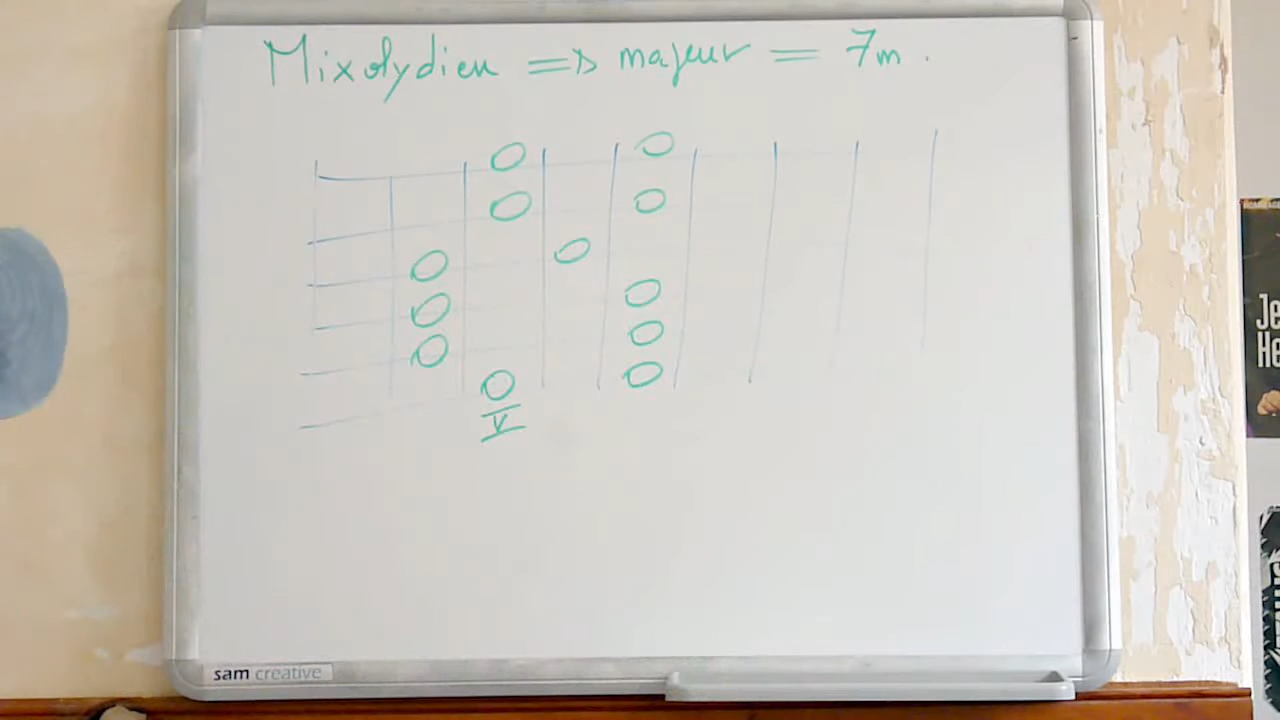 Mixolydien => majeur = 7m.
V
sam creative